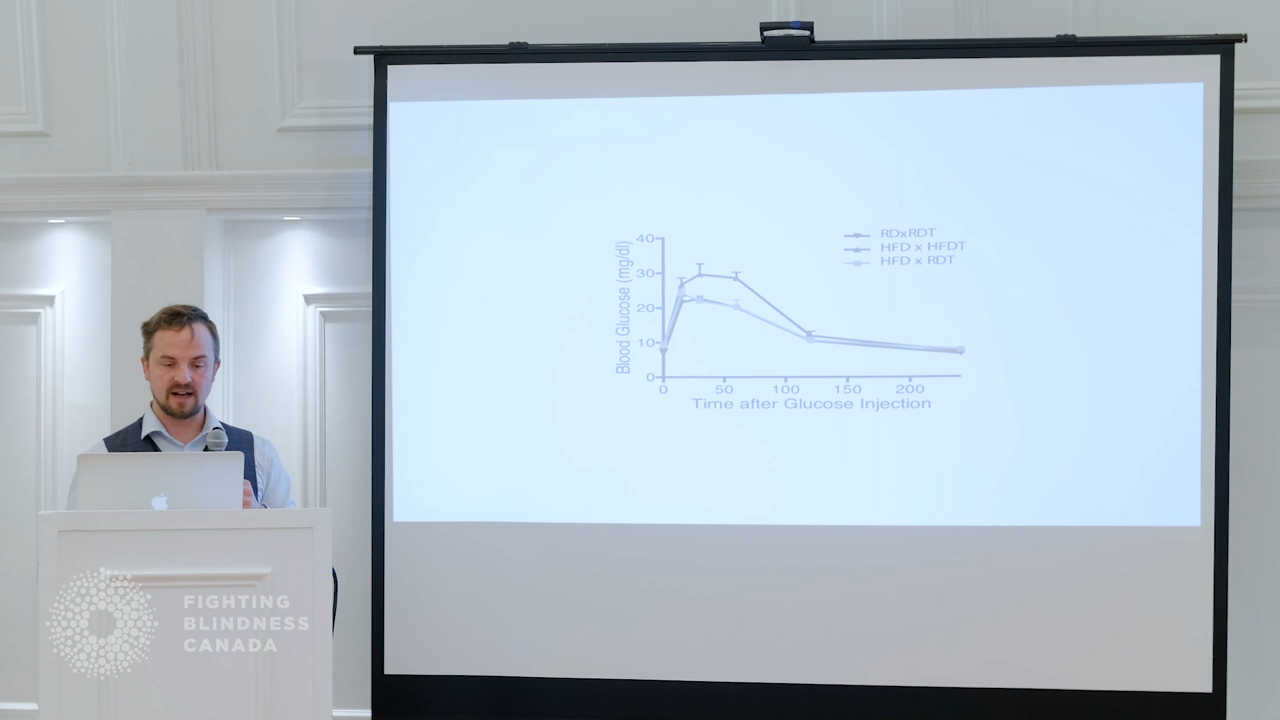 RDxRDT
HFD x HFDT
HFD x RDT
Blood Glucose (mg/dl)
40
30
20
10
0
0 50 100 150 200
Time after Glucose Injection
FIGHTING
BLINDNESS
CANADA